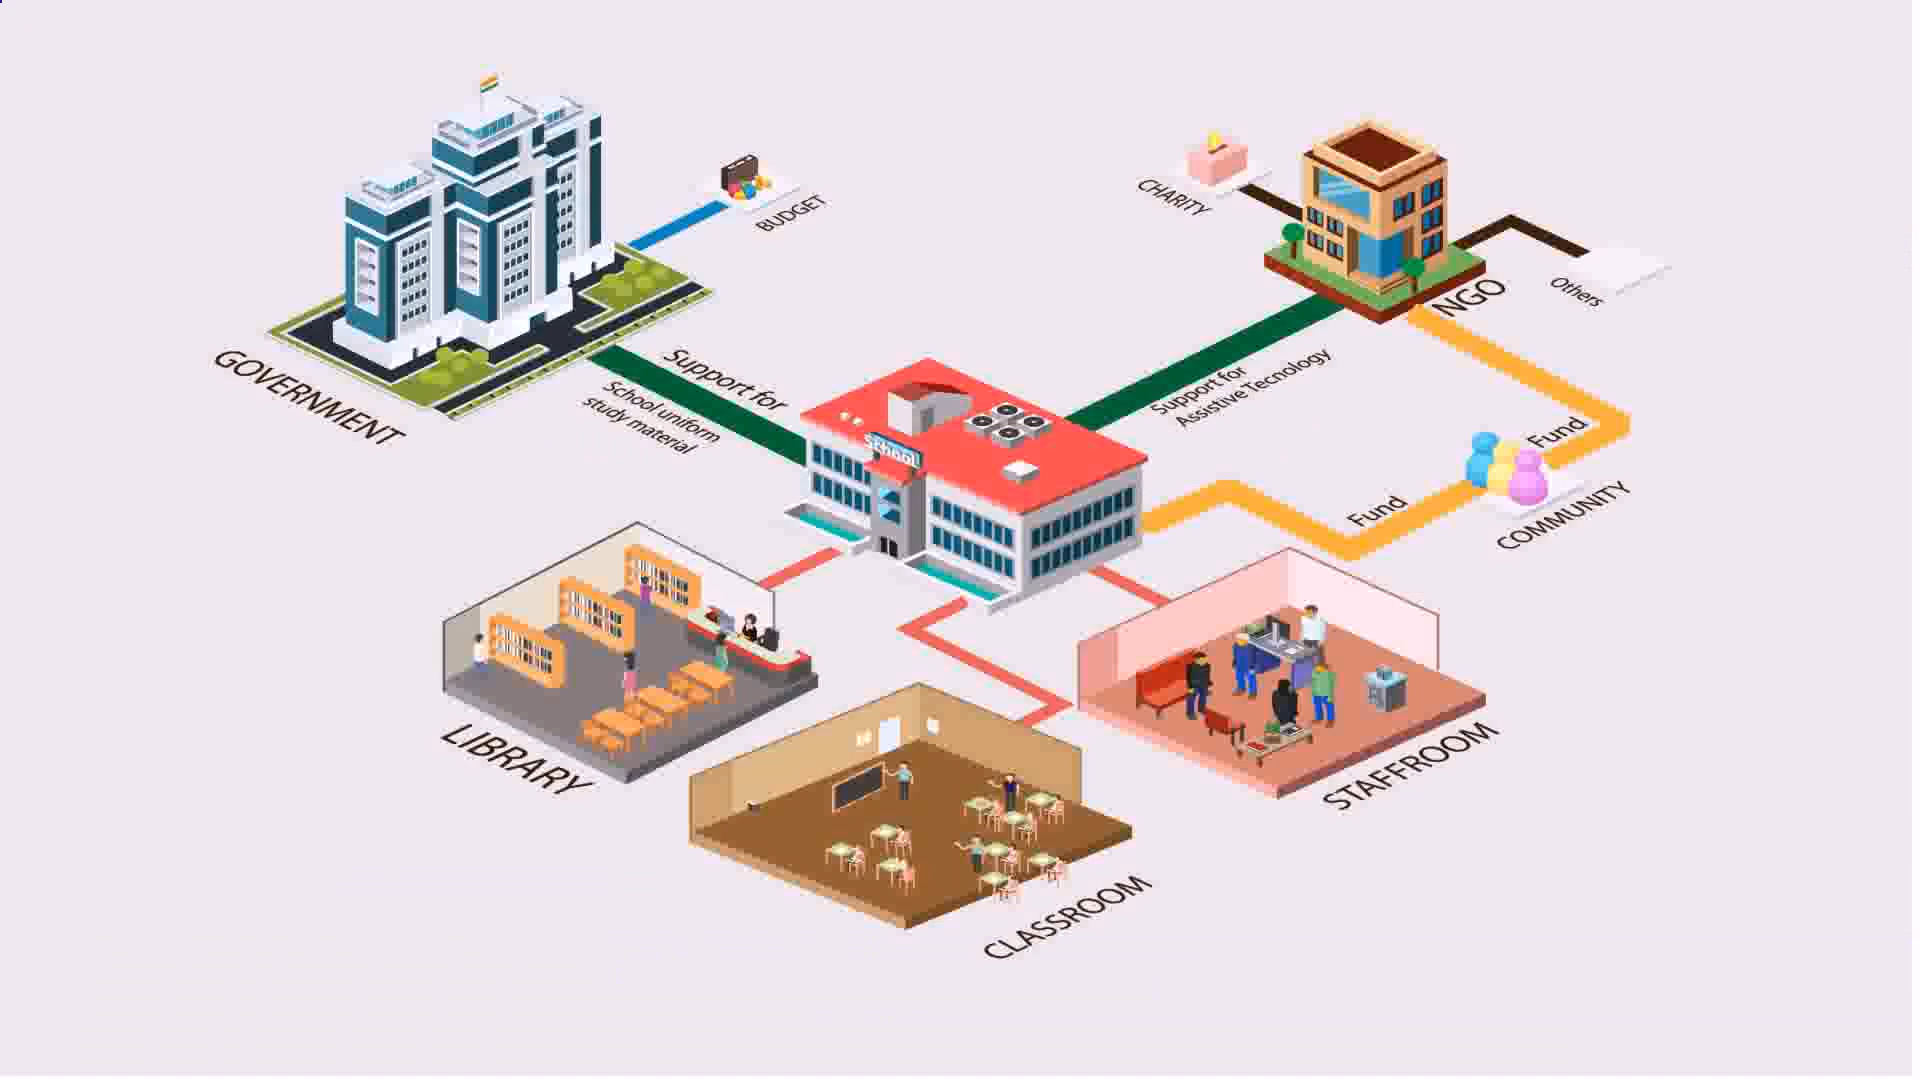 BUDGET
CHARITY
GOVERNMENT
NGO
Others
Support for
School uniform
study material
Support for
Assistive Tecnology
School
Fund
Fund
COMMUNITY
LIBRARY
STAFFROOM
CLASSROOM